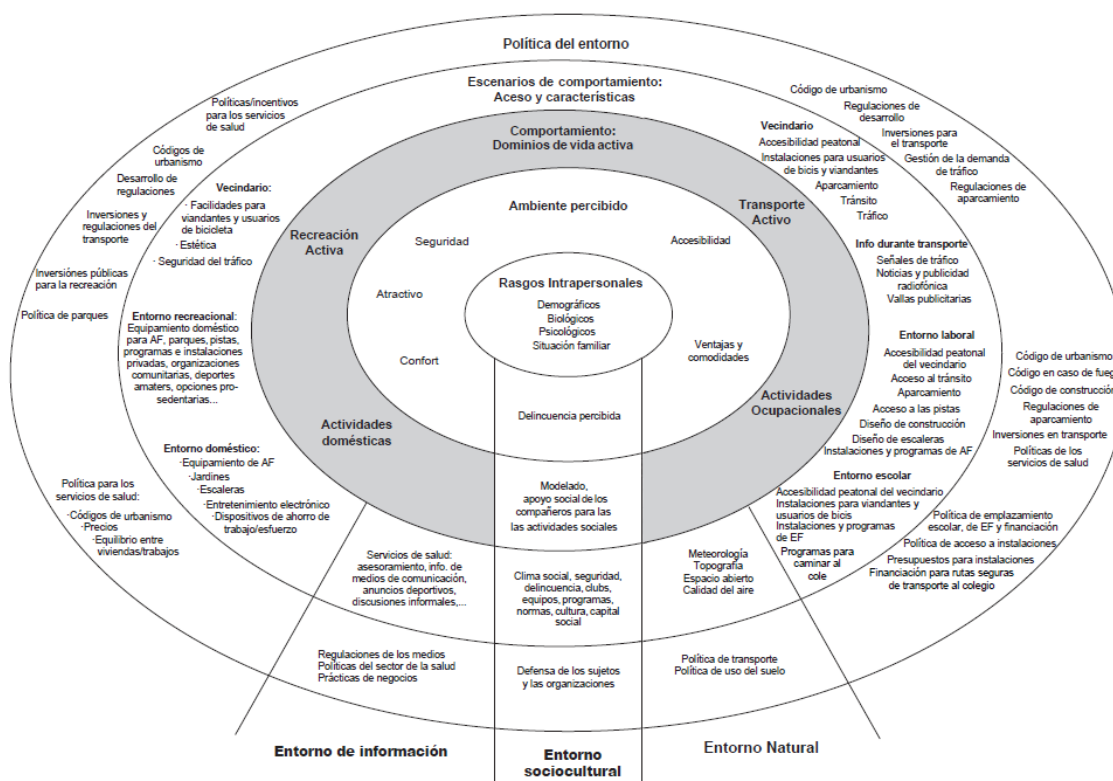 Política del entorno
Escenarios de comportamiento:
Aceso y características
Comportamiento:
Dominios de vida activa
Ambiente percibido
Rasgos Intrapersonales
Demográficos
Biológicos
Psicológicos
Situación familiar
Seguridad
Atractivo
Confort
Accesibilidad
Ventajas y
comodidades
Delincuencia percibida
Recreación
Activa
Transporte
Activo
Actividades
domésticas
Actividades
Ocupacionales
Modelado,
apoyo social de los
compañeros para las
las actividades sociales
Políticas/incentivos
para los servicios
de salud
Códigos de
urbanismo
Desarrollo de
regulaciones
Inversiones y
regulaciones del
transporte
Inversiónes públicas
para la recreación
Política de parques
Vecindario:
· Facilidades para
viandantes y usuarios
de bicicleta
· Estética
· Seguridad del tráfico
Entorno recreacional:
Equipamiento doméstico
para AF, parques, pistas,
programas e instalaciones
privadas, organizaciones
comunitarias, deportes
amaters, opciones pro-
sedentarias...
Entorno doméstico:
·Equipamiento de AF
·Jardines
·Escaleras
·Entretenimiento electrónico
·Dispositivos de ahorro de
trabajo/esfuerzo
Política para los
servicios de salud:
·Códigos de urbanismo
·Precios
·Equilibrio entre
viviendas/trabajos
Código de urbanismo
Regulaciones de
desarrollo
Inversiones para
el transporte
Gestión de la demanda
de tráfico
Regulaciones de
aparcamiento
Vecindario
Accesibilidad peatonal
Instalaciones para usuarios
de bicis y viandantes
Aparcamiento
Tránsito
Tráfico
Info durante transporte
Señales de tráfico
Noticias y publicidad
radiofónica
Vallas publicitarias
Entorno laboral
Accesibilidad peatonal
del vecindario
Acceso al tránsito
Aparcamiento
Acceso a las pistas
Diseño de construcción
Diseño de escaleras
Instalaciones y programas de AF
Código de urbanismo
Código en caso de fueg
Código de construcción
Regulaciones de
aparcamiento
Inversiones en transporte
Políticas de los
servicios de salud
Entorno escolar
Accesibilidad peatonal del vecindario
Instalaciones para viandantes y
usuarios de bicis
Instalaciones y programas
de EF
Programas para
caminar al
cole
Política de emplazamiento
escolar, de EF y financiación
Política de acceso a instalaciones
Presupuestos para instalaciones
Financiación para rutas seguras
de transporte al colegio
Servicios de salud:
asesoramiento, info. de
medios de comunicación,
anuncios deportivos,
discusiones informales,...
Clima social, seguridad,
delincuencia, clubs,
equipos, programas,
normas, cultura, capital
social
Meteorología
Topografía
Espacio abierto
Calidad del aire
Regulaciones de los medios
Políticas del sector de la salud
Prácticas de negocios
Defensa de los sujetos
y las organizaciones
Política de transporte
Política de uso del suelo
Entorno de información
Entorno
sociocultural
Entorno Natural